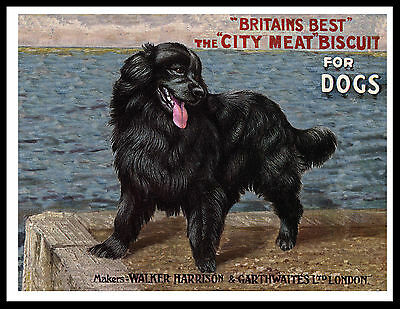 "BRITAINS BEST"
THE "CITY MEAT" BISCUIT
FOR
DOGS
Makers:- WALKER HARRISON & GARTHWAITES LTD LONDON.